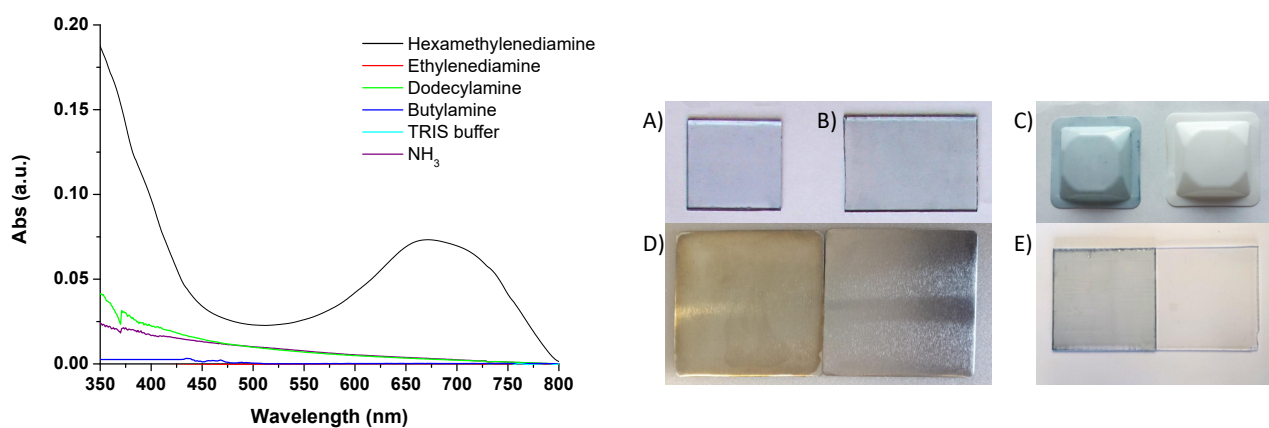 0.20
0.15
0.10
0.05
0.00
Abs (a.u.)
350 400 450 500 550 600 650 700 750 800
Wavelength (nm)
Hexamethylenediamine
Ethylenediamine
Dodecylamine
Butylamine
TRIS buffer
NH₃
A) B) C)
D) E)